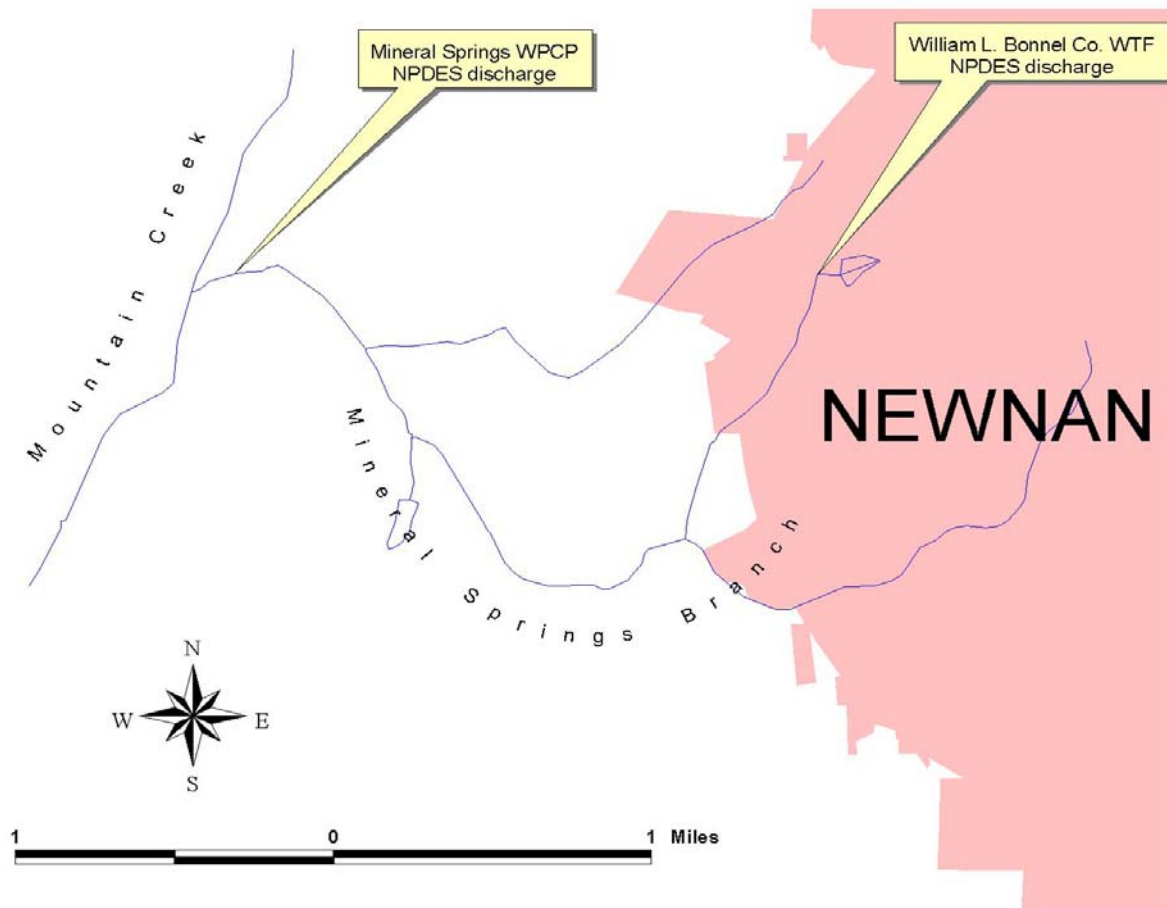 Mineral Springs WPCP
NPDES discharge
William L. Bonnel Co. WTF
NPDES discharge
Mountain Creek
NEWNAN
Mineral Springs Branch
N
W E
S
1 0 1 Miles